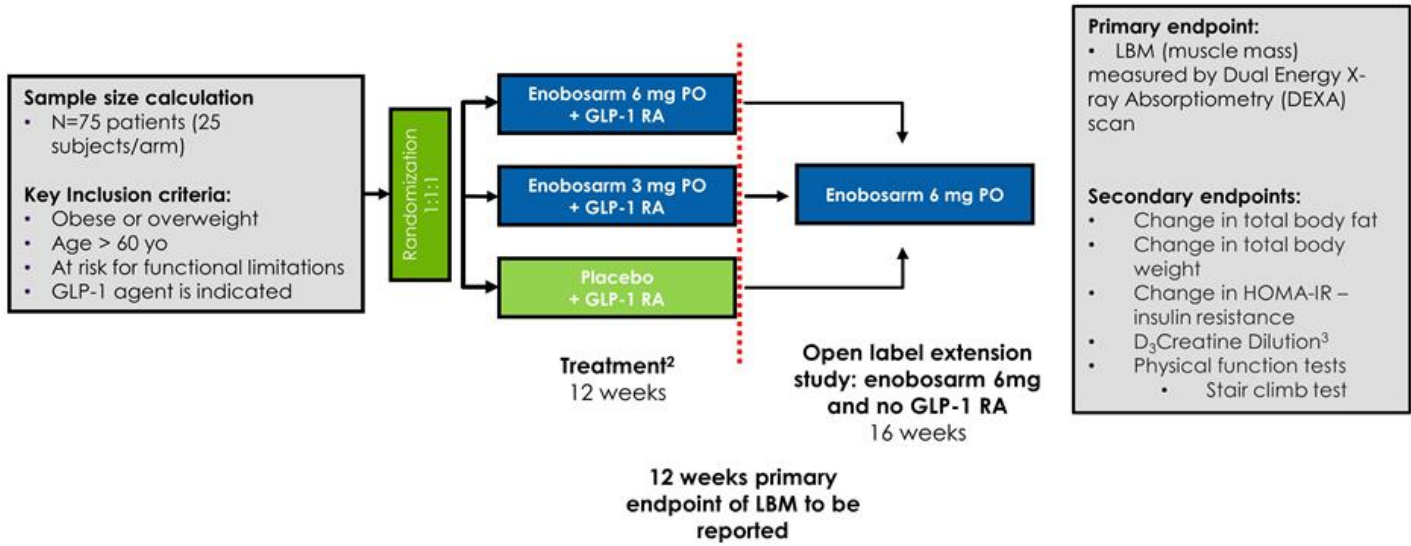 Sample size calculation
• N=75 patients (25
subjects/arm)
Key Inclusion criteria:
• Obese or overweight
• Age > 60 yo
• At risk for functional limitations
• GLP-1 agent is indicated
Randomization
1:1:1
Enobosarm 6 mg PO
+ GLP-1 RA
Enobosarm 3 mg PO
+ GLP-1 RA
Placebo
+ GLP-1 RA
Treatment²
12 weeks
Enobosarm 6 mg PO
Open label extension
study: enobosarm 6mg
and no GLP-1 RA
16 weeks
12 weeks primary
endpoint of LBM to be
reported
Primary endpoint:
• LBM (muscle mass)
measured by Dual Energy X-
ray Absorptiometry (DEXA)
scan
Secondary endpoints:
• Change in total body fat
• Change in total body
weight
• Change in HOMA-IR –
insulin resistance
• D₃Creatine Dilution³
• Physical function tests
• Stair climb test